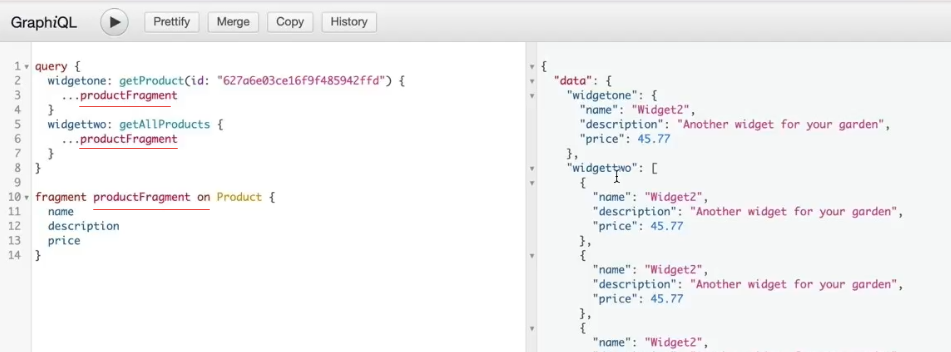 GraphiQL Prettify Merge Copy History
1 query {
2 widgetone: getProduct(id: "627a6e03ce16f9f485942ffd") {
3 ...productFragment
4 }
5 widgettwo: getAllProducts {
6 ...productFragment
7 }
8 }
9
10 fragment productFragment on Product {
11 name
12 description
13 price
14 }
{
"data": {
"widgetone": {
"name": "Widget2",
"description": "Another widget for your garden",
"price": 45.77
},
"widgettwo": [
{
"name": "Widget2",
"description": "Another widget for your garden",
"price": 45.77
},
{
"name": "Widget2",
"description": "Another widget for your garden",
"price": 45.77
},
{
"name": "Widget2",